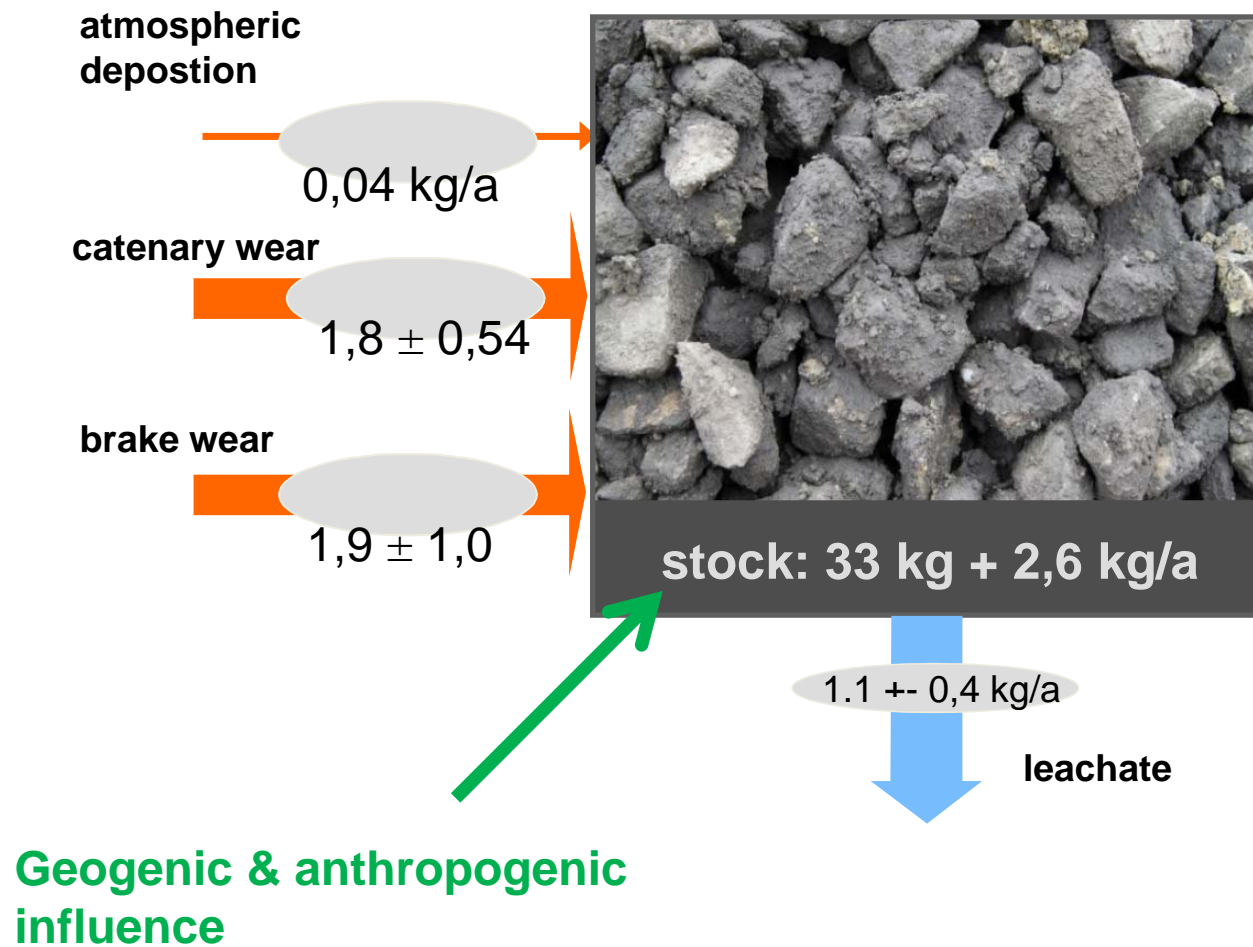 atmospheric
depostion
0,04 kg/a
catenary wear
1,8 ± 0,54
brake wear
1,9 ± 1,0
stock: 33 kg + 2,6 kg/a
1.1 +- 0,4 kg/a
leachate
Geogenic & anthropogenic
influence